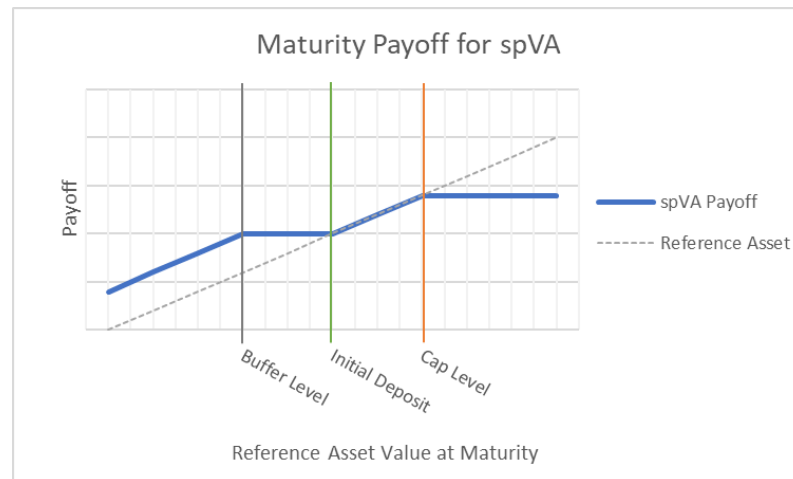 Maturity Payoff for spVA
Payoff
spVA Payoff
Reference Asset
Buffer Level
Initial Deposit
Cap Level
Reference Asset Value at Maturity